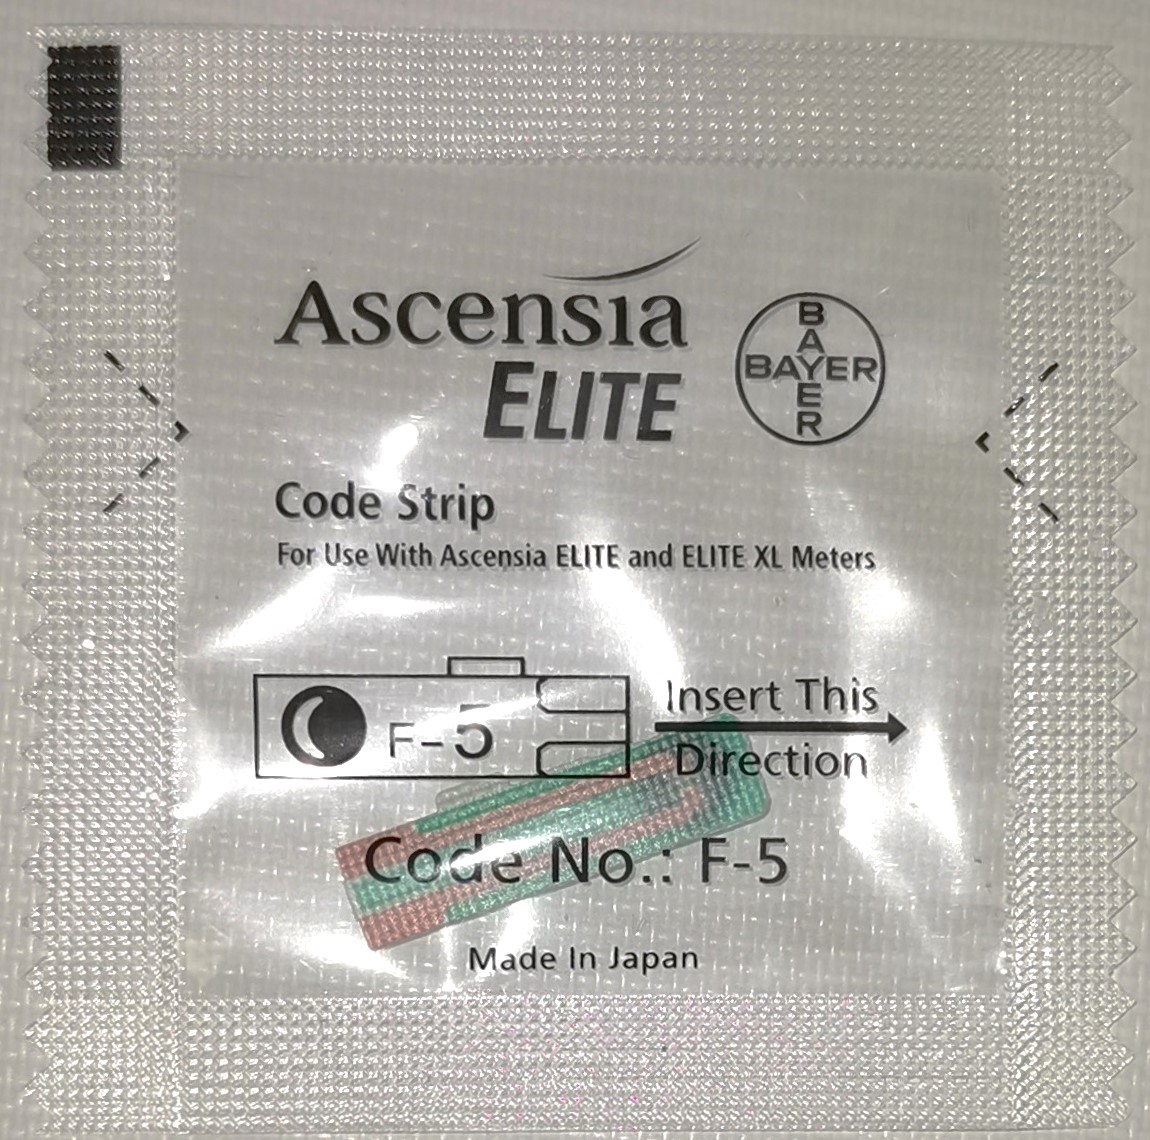 Ascensia
ELITE
BAYER
BAYER
Code Strip
For Use With Ascensia ELITE and ELITE XL Meters
F-5
Insert This
Direction
Code No.: F-5
Made In Japan